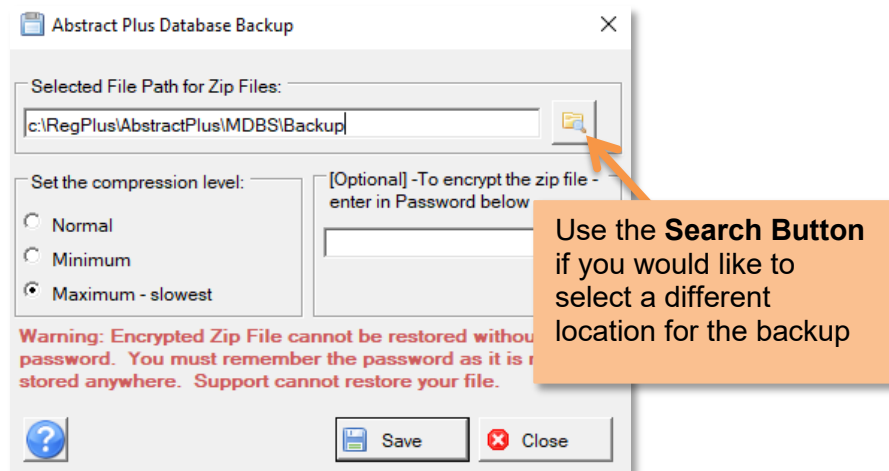 Abstract Plus Database Backup
Selected File Path for Zip Files:
c:\RegPlus\AbstractPlus\MDBS\Backup
Set the compression level:
Normal
Minimum
Maximum - slowest
[Optional] -To encrypt the zip file -
enter in Password below
Use the Search Button
if you would like to
select a different
location for the backup
Warning: Encrypted Zip File cannot be restored
password. You must remember the password as it is
stored anywhere. Support cannot restore your file.
Save
Close